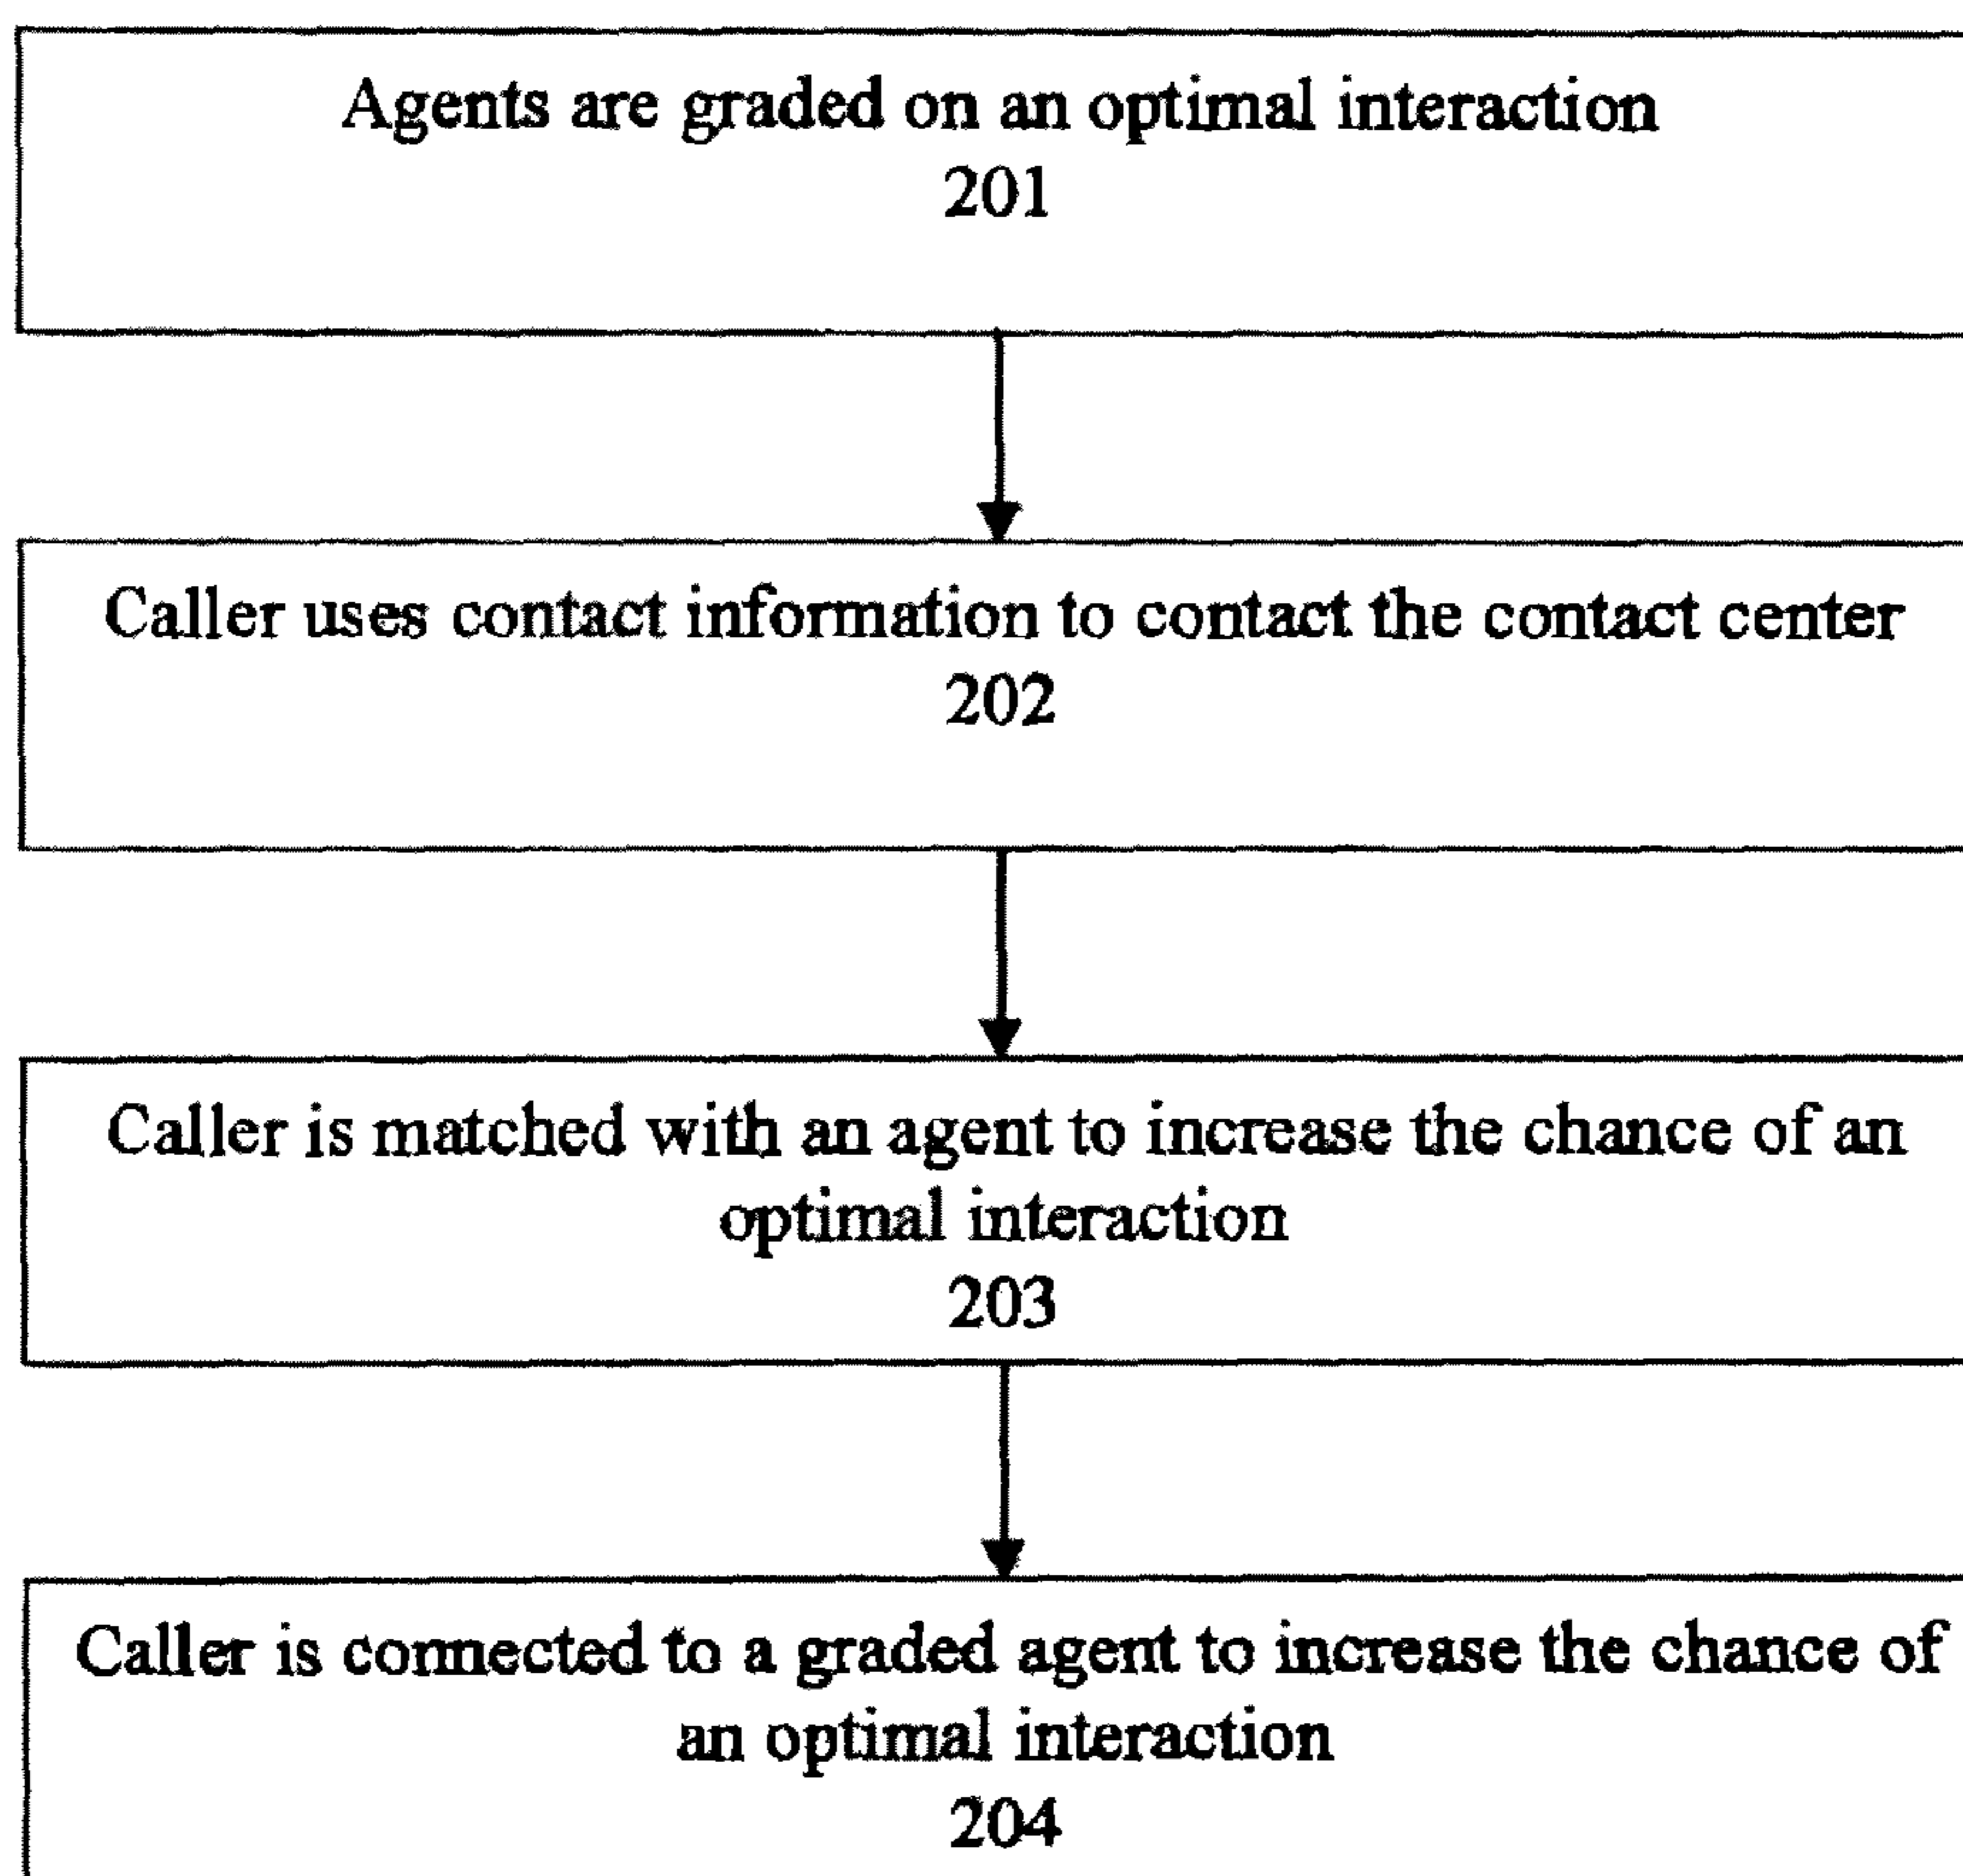 Agents are graded on an optimal interaction
201
Caller uses contact information to contact the contact center
202
Caller is matched with an agent to increase the chance of an
optimal interaction
203
Caller is connected to a graded agent to increase the chance of
an optimal interaction
204